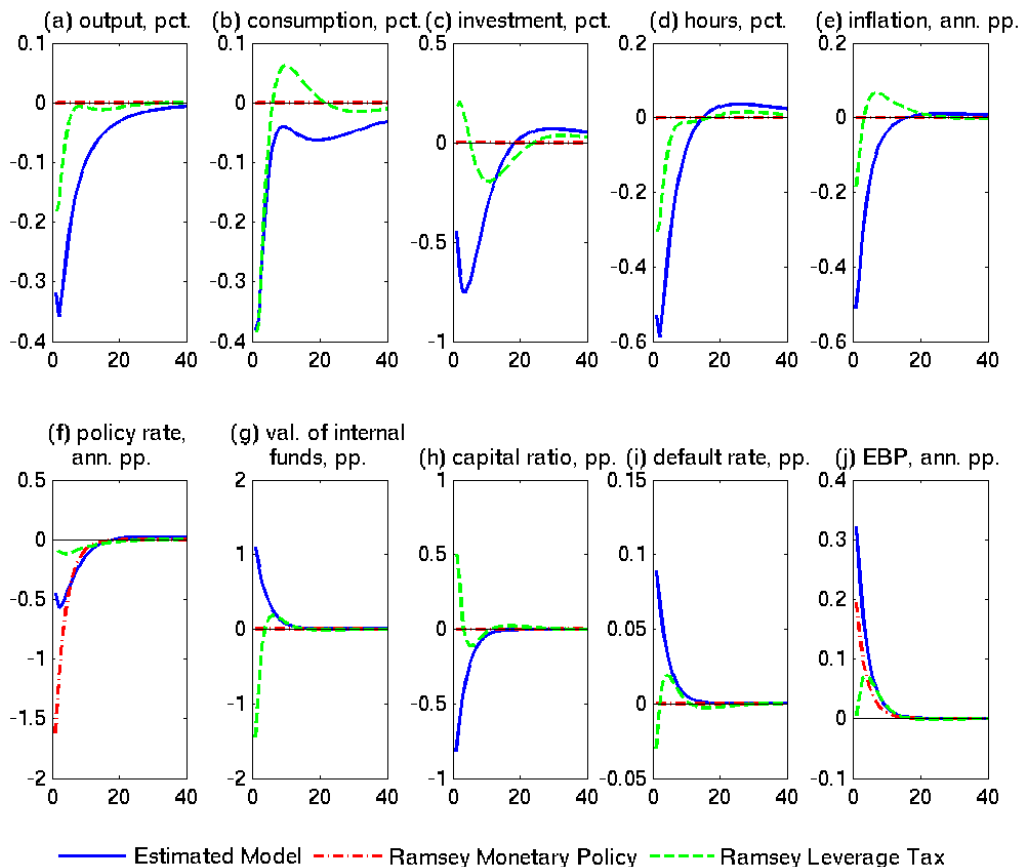 (a) output, pct. (b) consumption, pct. (c) investment, pct. (d) hours, pct. (e) inflation, ann. pp.
0.1 0.1 0.5 0.2 0.2
0 0 0 0 0
-0.1 -0.1 -0.2 -0.2
-0.2 -0.2 -0.5 -0.4 -0.4
-0.3 -0.3
-0.4 -0.4 -1 -0.6 -0.6
0 20 40 0 20 40 0 20 40 0 20 40 0 20 40
(f) policy rate, ann. pp.
(g) val. of internal funds, pp.
(h) capital ratio, pp.
(i) default rate, pp.
(j) EBP, ann. pp.
0.5 2 1 0.15 0.4
0 1 0.5 0.1 0.3
-0.5 0.2
-1 0 0 0.05 0.1
-1.5 -1 -0.5 0 0
-2 -2 -1 -0.05 -0.1
0 20 40 0 20 40 0 20 40 0 20 40 0 20 40
Estimated Model Ramsey Monetary Policy Ramsey Leverage Tax